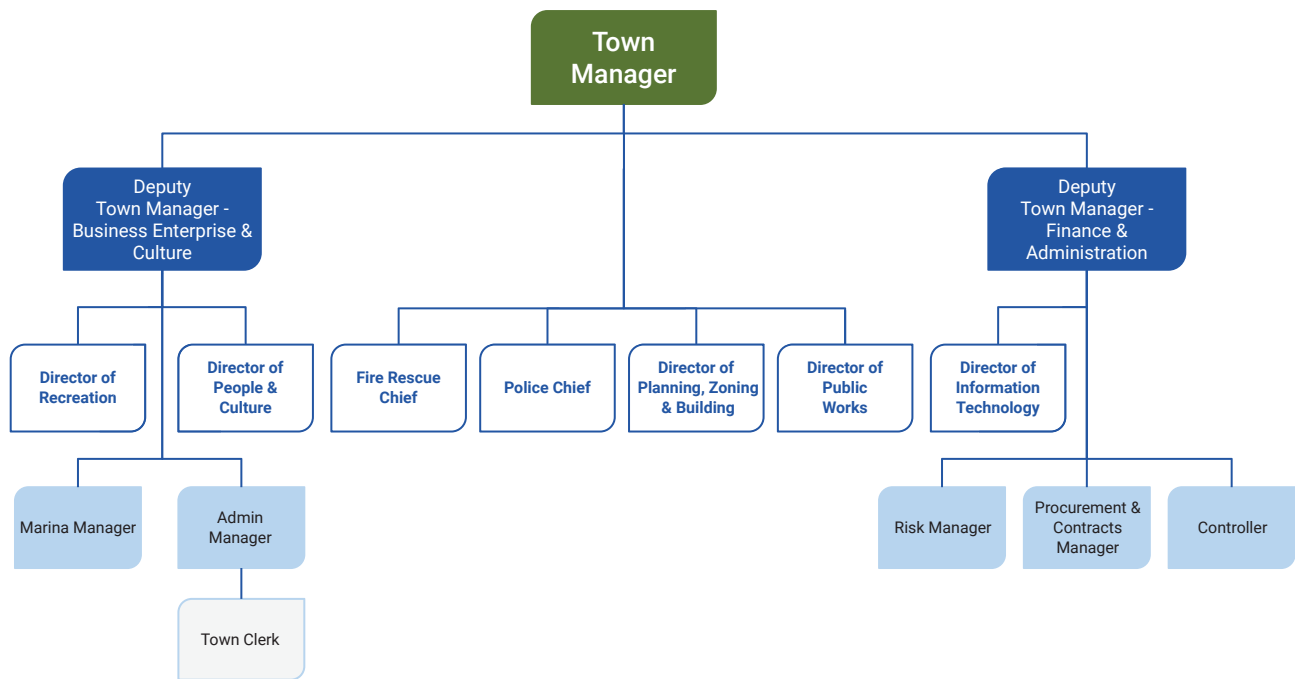 Town
Manager
Deputy
Town Manager -
Business Enterprise &
Culture
Deputy
Town Manager -
Finance &
Administration
Director of
Recreation
Director of
People &
Culture
Fire Rescue
Chief
Police Chief
Director of
Planning, Zoning
& Building
Director of
Public
Works
Director of
Information
Technology
Marina Manager
Admin
Manager
Risk Manager
Procurement &
Contracts
Manager
Controller
Town Clerk